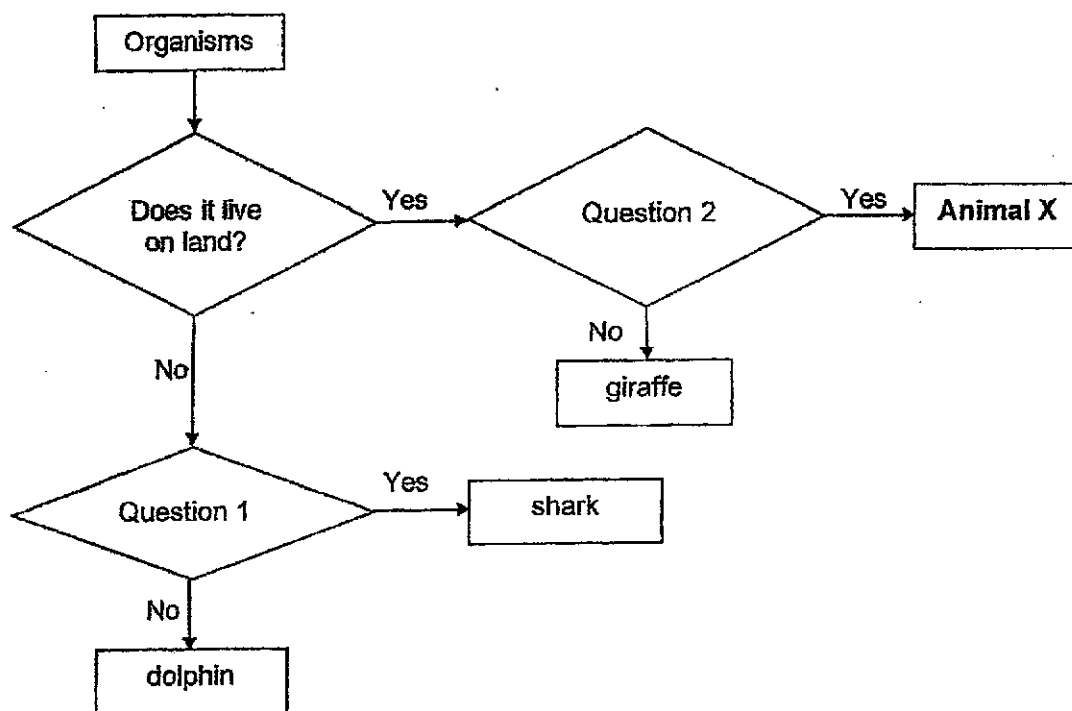 Organisms
Does it live
on land?
Yes
Question 2
Yes
Animal X
No
giraffe
No
Question 1
Yes
shark
No
dolphin